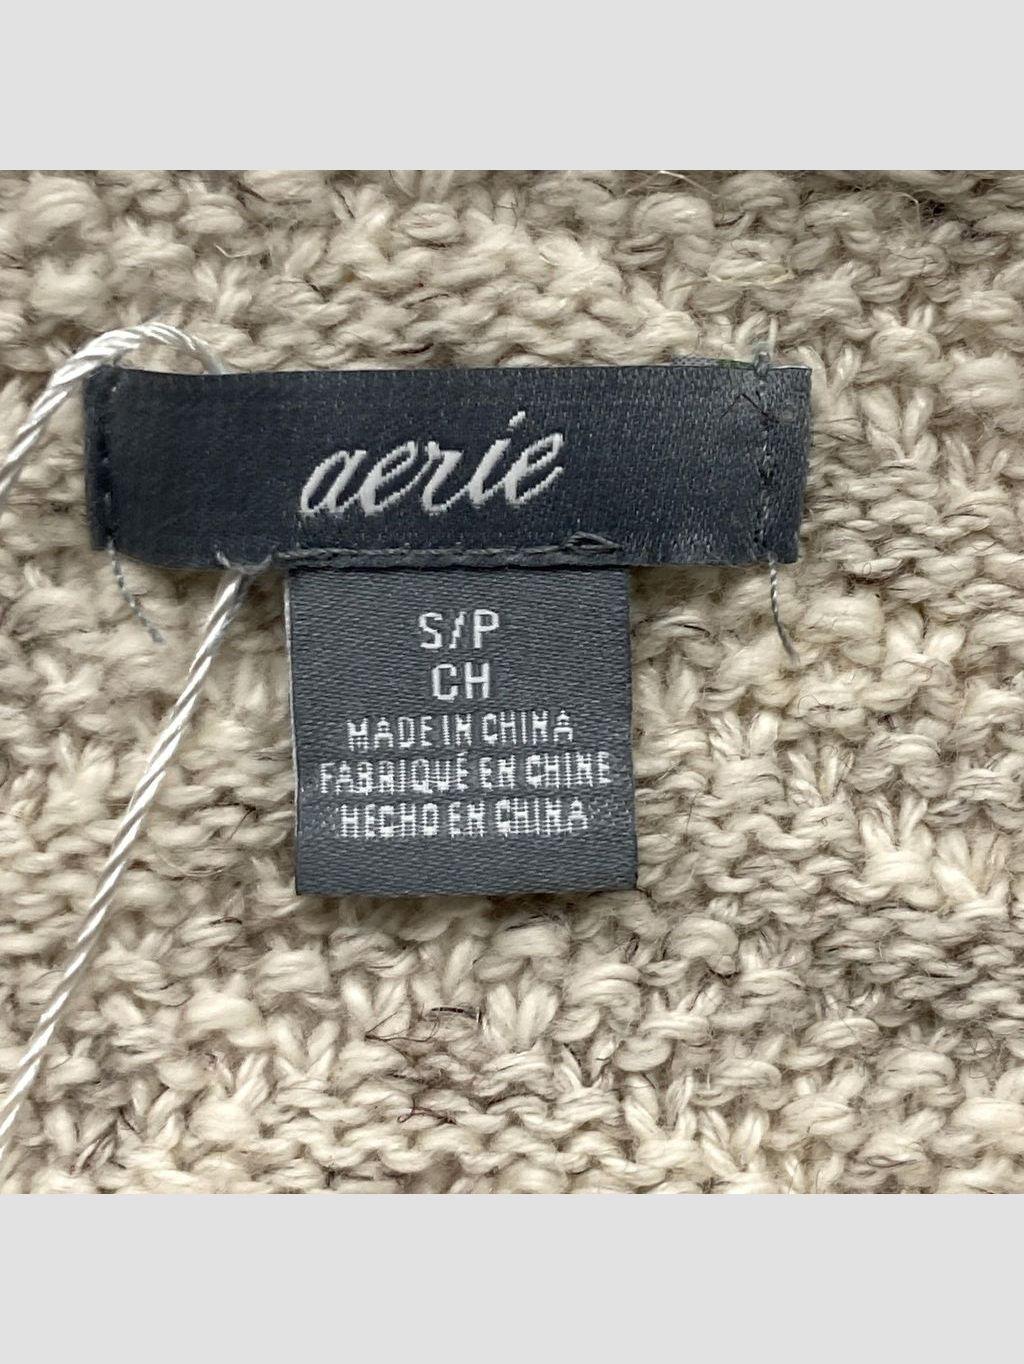 aerie
S/P
CH
MADE IN CHINA
FABRIQUÉ EN CHINE
HECHO EN CHINA